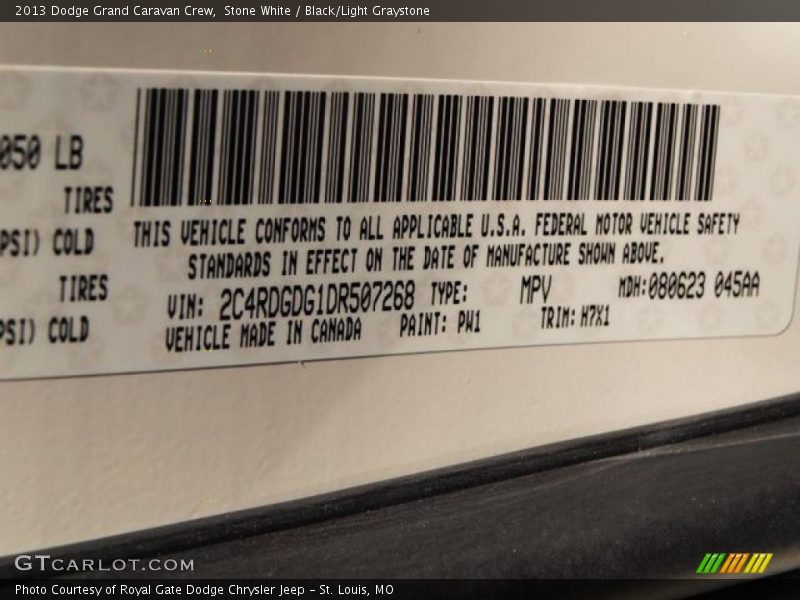 2013 Dodge Grand Caravan Crew,  Stone White / Black/Light Graystone
050 LB
TIRES
PSI) COLD
TIRES
PSI) COLD
THIS VEHICLE CONFORMS TO ALL APPLICABLE U.S.A. FEDERAL MOTOR VEHICLE SAFETY
STANDARDS IN EFFECT ON THE DATE OF MANUFACTURE SHOWN ABOVE.
VIN: 2C4RDGDG1DR507268 TYPE: MPV MDH:080623 045AA
VEHICLE MADE IN CANADA PAINT: PW1 TRIM: H7X1
GTCARLOT.COM
Photo Courtesy of Royal Gate Dodge Chrysler Jeep – St. Louis, MO